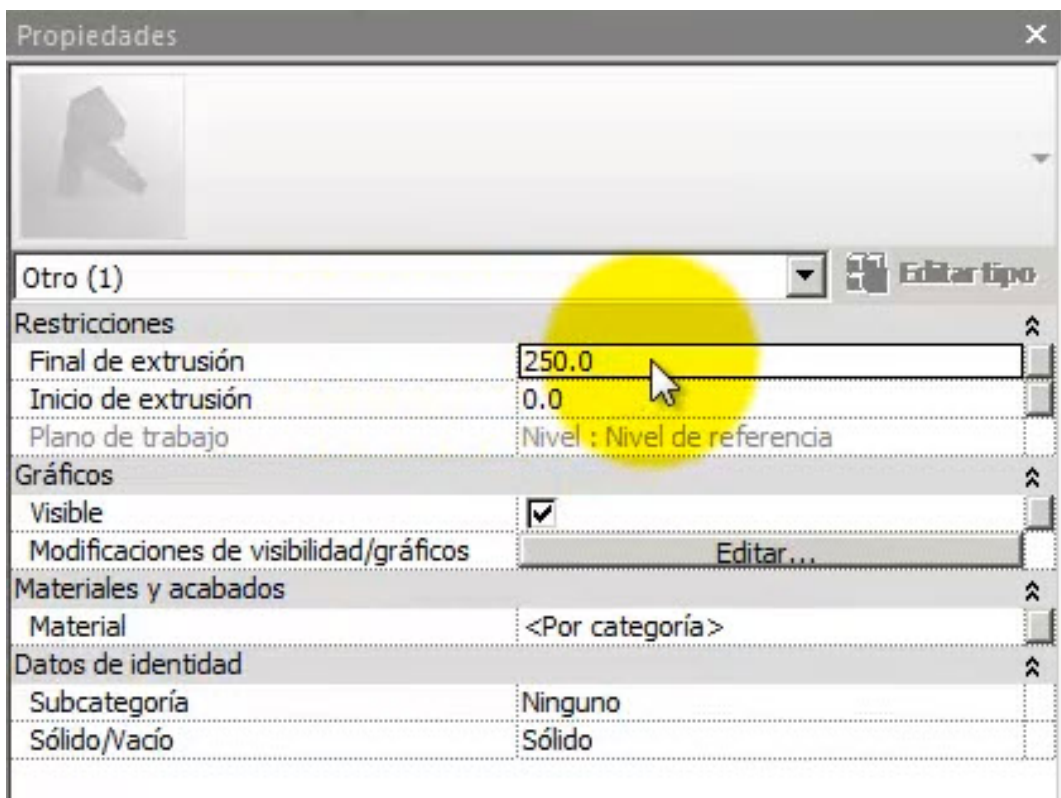 Propiedades
Otro (1) Editar tipo
Restricciones
Final de extrusión 250.0
Inicio de extrusión 0.0
Plano de trabajo Nivel : Nivel de referencia
Gráficos
Visible
Modificaciones de visibilidad/gráficos Editar...
Materiales y acabados
Material <Por categoría>
Datos de identidad
Subcategoría Ninguno
Sólido/Vacío Sólido